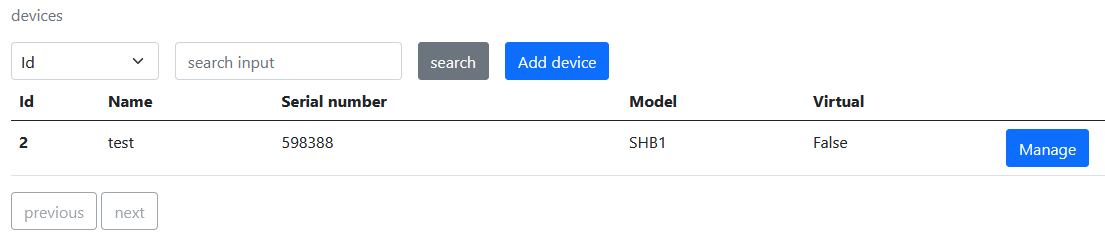 devices
Id search input search Add device
Id Name Serial number Model Virtual
2 test 598388 SHB1 False Manage
previous next